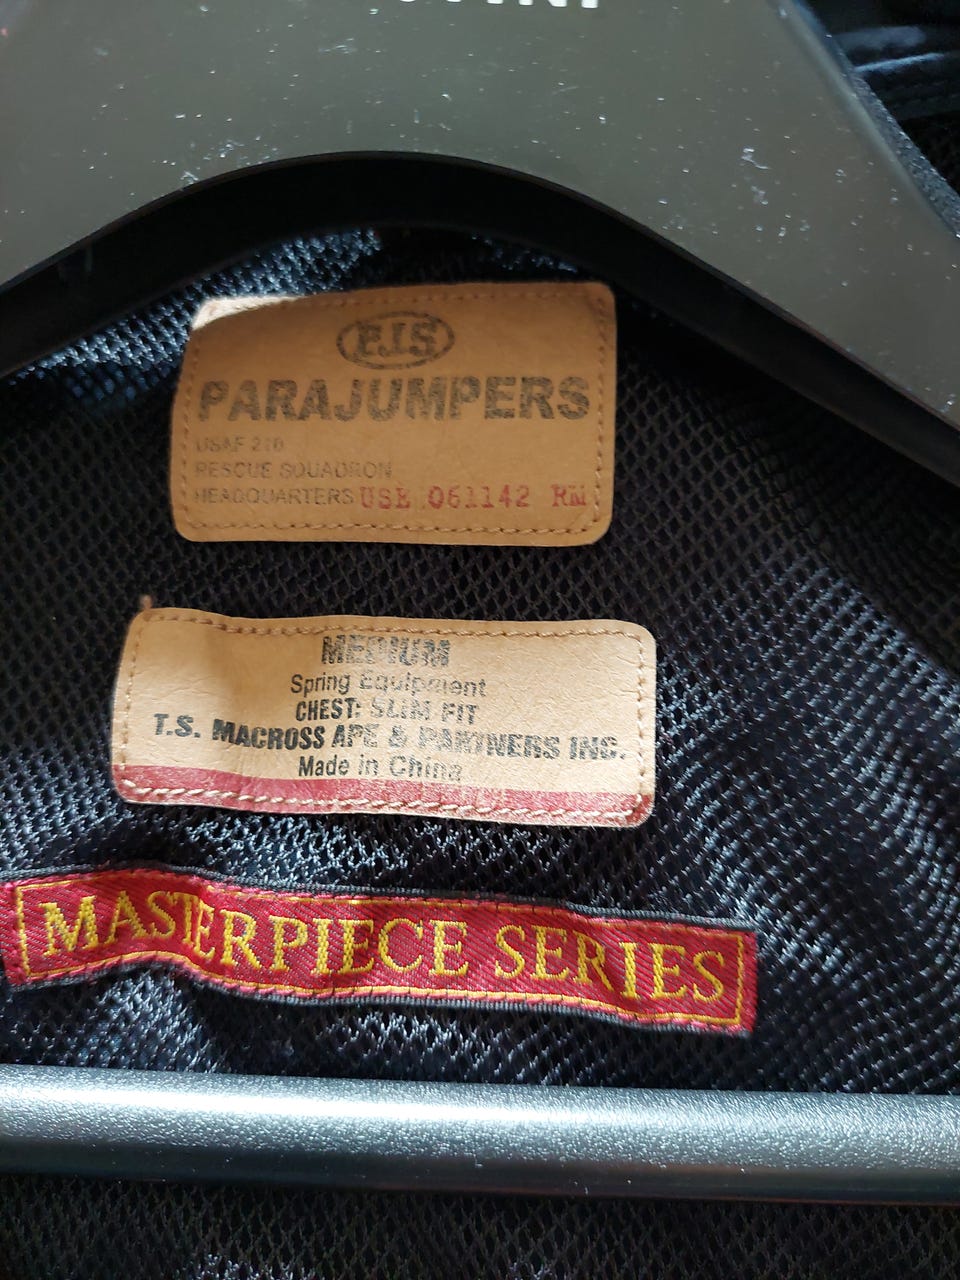 P.J.S
PARAJUMPERS
USAF 210
RESCUE SQUADRON
HEADQUARTERS USE 061142 RM
MEDIUM
Spring Equipment
CHEST: SLIM FIT
T.S. MACROSS APE & PARTNERS INC.
Made in China
MASTERPIECE SERIES